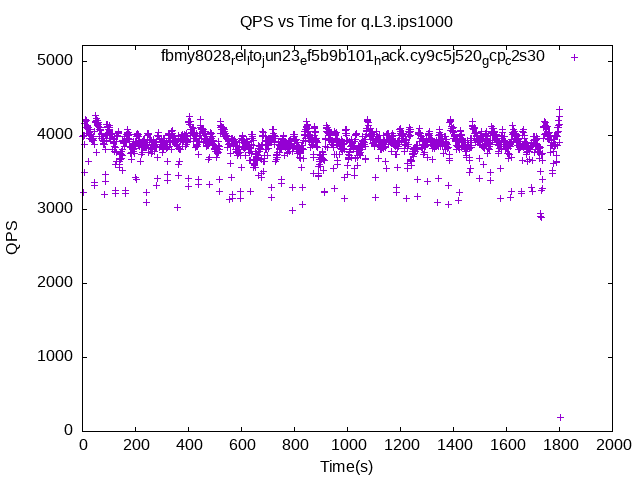 QPS vs Time for q.L3.ips1000
fbmy8028relltojun23ef5b9b101hack.cy9c5j520gcpc2s30
5000
4000
3000
2000
1000
0
QPS
0 200 400 600 800 1000 1200 1400 1600 1800 2000
Time(s)